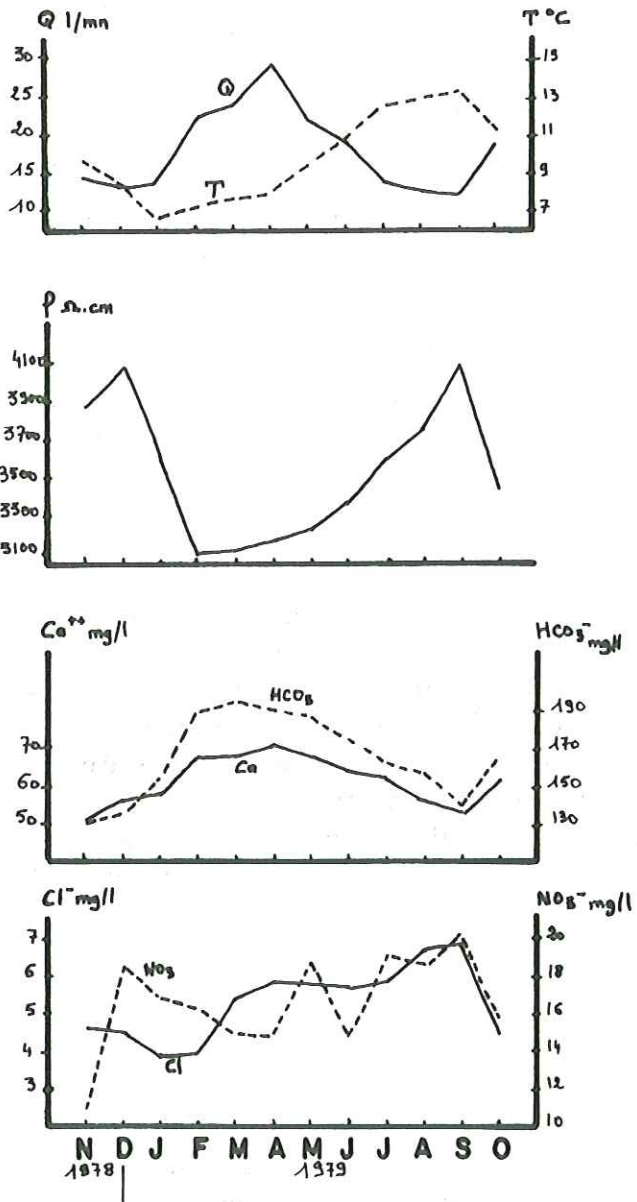 Q l/mn T °C
30 15
25 13
20 11
15 9
10 7
Q
T
ρ Ω.cm
4100
3900
3700
3500
3300
3100
Ca++ mg/l HCO3- mg/l
190
70 170
60 150
50 130
HCO3
Ca
Cl- mg/l NO3- mg/l
7 20
6 18
5 16
4 14
3 12
10
NO3
Cl
N D J F M A M J J A S O
1978 1979